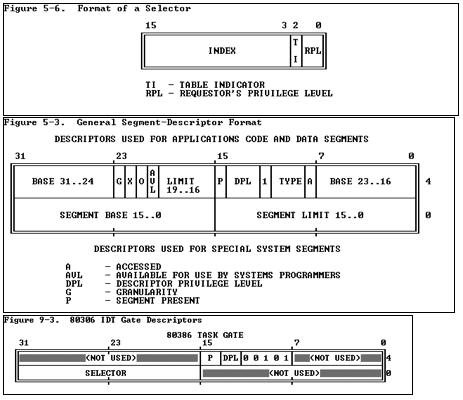 Figure 5-6. Format of a Selector
15 3 2 0
INDEX T I RPL
TI - TABLE INDICATOR
RPL - REQUESTOR'S PRIVILEGE LEVEL
Figure 5-3. General Segment-Descriptor Format
DESCRIPTORS USED FOR APPLICATIONS CODE AND DATA SEGMENTS
31 23 15 7 0
BASE 31..24 G X O AVL LIMIT 19..16 P DPL 1 TYPE A BASE 23..16 4
SEGMENT BASE 15..0 SEGMENT LIMIT 15..0 0
DESCRIPTORS USED FOR SPECIAL SYSTEM SEGMENTS
A - ACCESSED
AVL - AVAILABLE FOR USE BY SYSTEMS PROGRAMMERS
DPL - DESCRIPTOR PRIVILEGE LEVEL
G - GRANULARITY
P - SEGMENT PRESENT
Figure 9-3. 80306 IDT Gate Descriptors
80386 TASK GATE
31 23 15 7 0
(NOT USED) P DPL 0 0 1 0 1 (NOT USED) 4
SELECTOR (NOT USED) 0